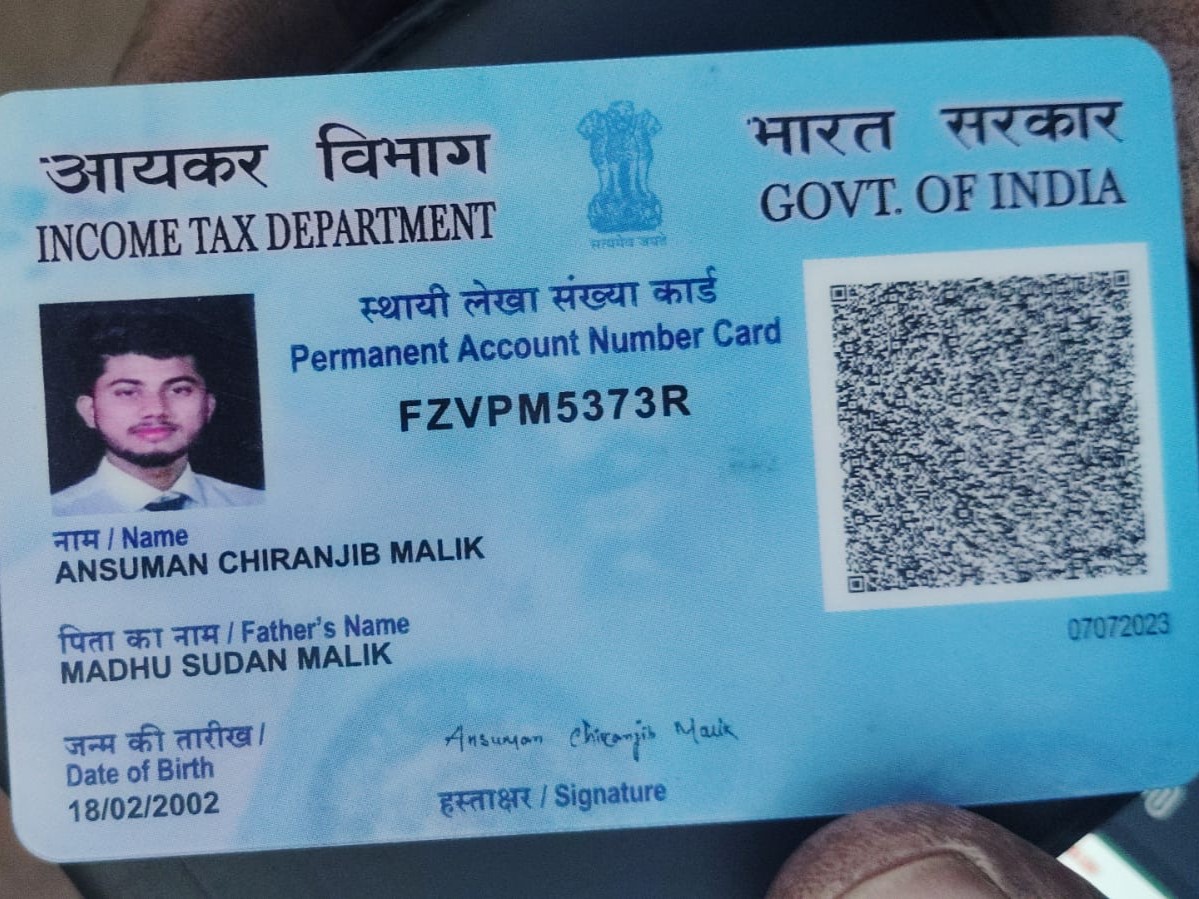 आयकर विभाग
INCOME TAX DEPARTMENT
सत्यमेव जयते
भारत सरकार
GOVT. OF INDIA
स्थायी लेखा संख्या कार्ड
Permanent Account Number Card
FZVPM5373R
नाम / Name
ANSUMAN CHIRANJIB MALIK
पिता का नाम / Father's Name
MADHU SUDAN MALIK
07072023
जन्म की तारीख /
Date of Birth
18/02/2002
Ansuman Chiranjib Malik
हस्ताक्षर / Signature